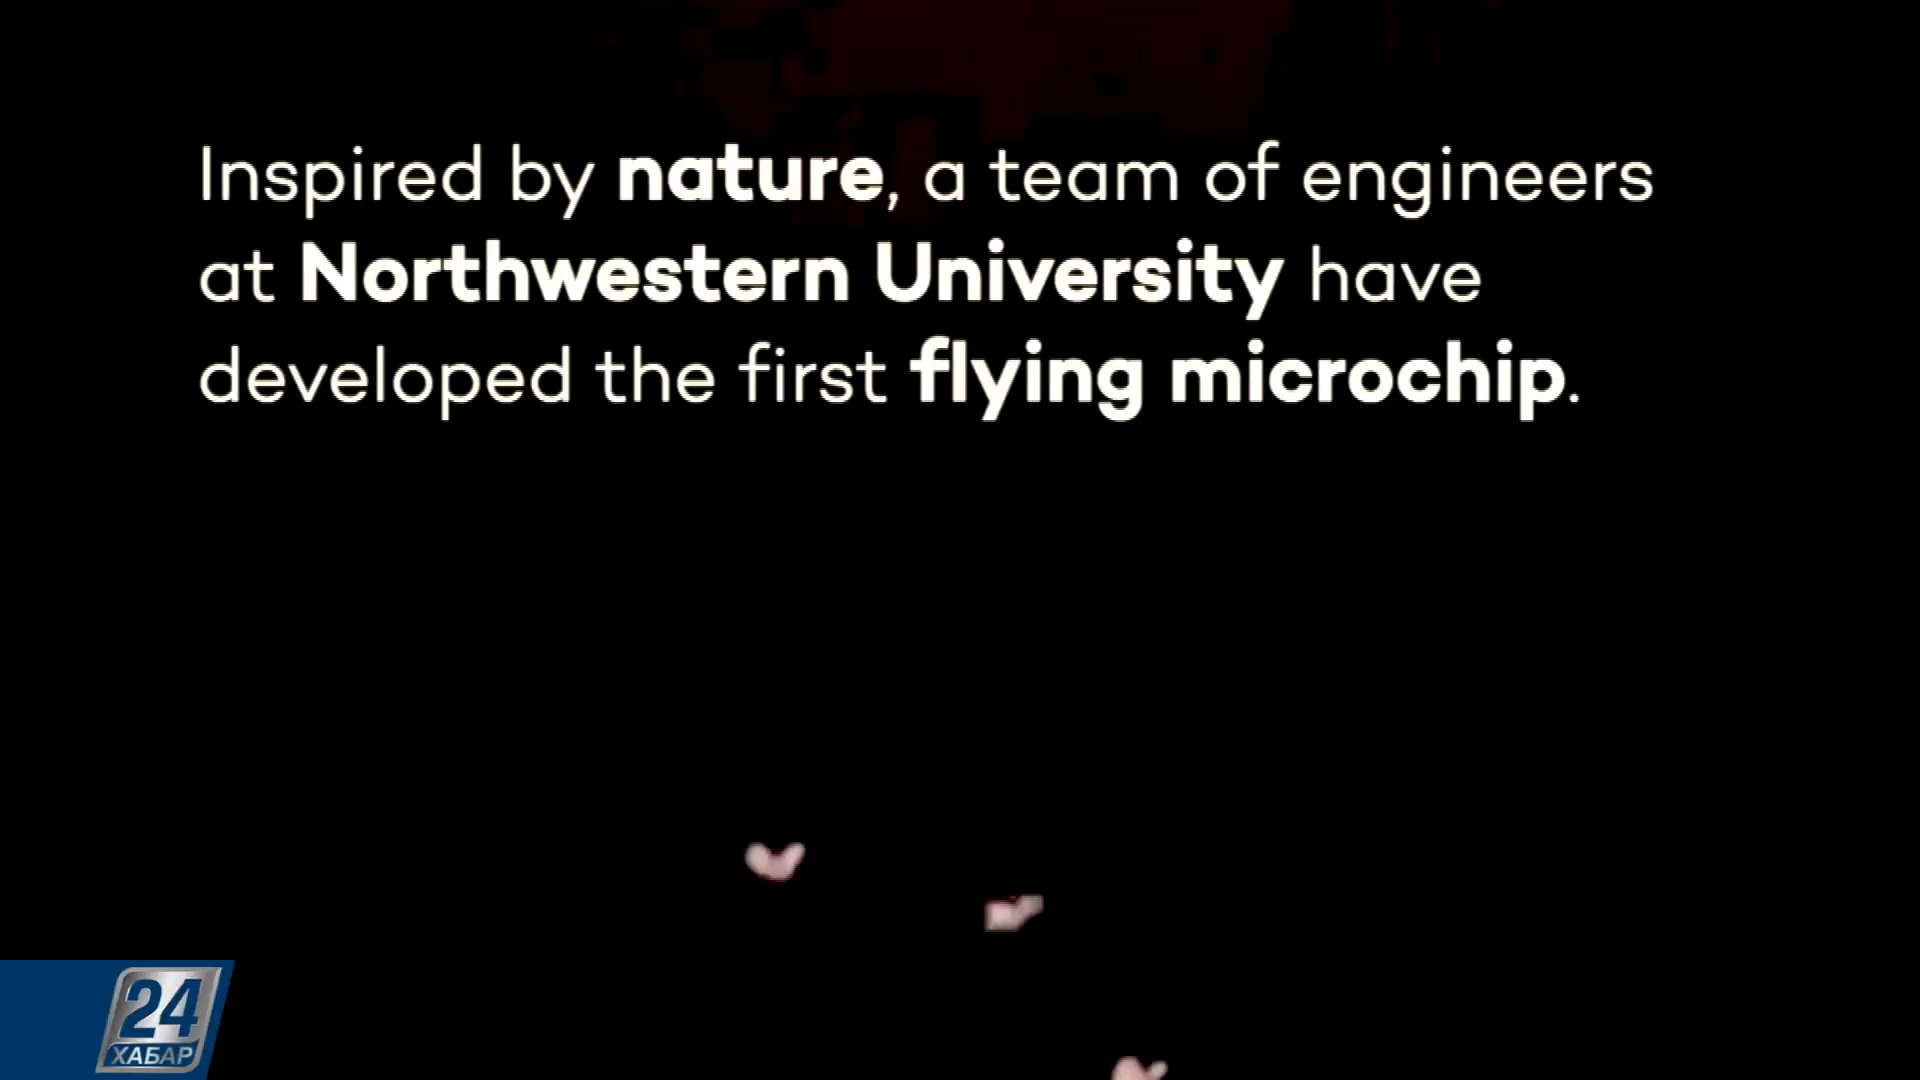 Inspired by nature, a team of engineers
at Northwestern University have
developed the first flying microchip.
24
ХАБАР